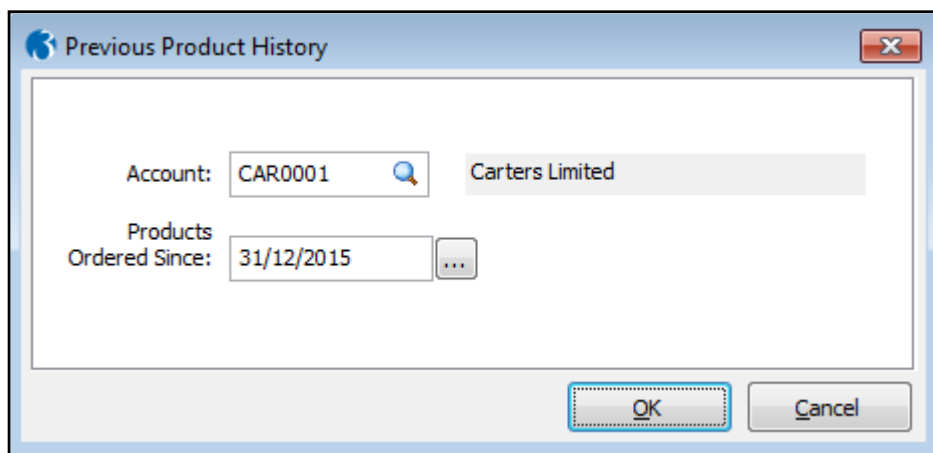 Previous Product History
Account: CAR0001 Carters Limited
Products
Ordered Since: 31/12/2015 ...
OK Cancel